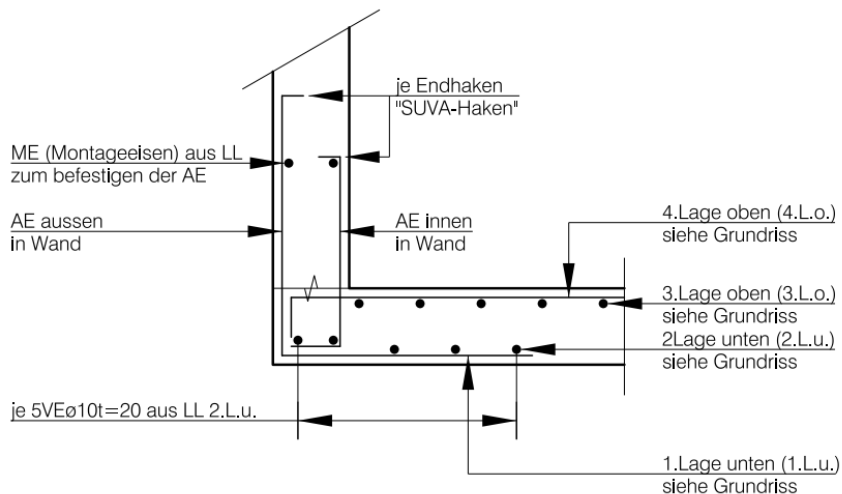 je Endhaken
"SUVA-Haken"
ME (Montageeisen) aus LL
zum befestigen der AE
AE aussen
in Wand
AE innen
in Wand
4.Lage oben (4.L.o.)
siehe Grundriss
3.Lage oben (3.L.o.)
siehe Grundriss
2Lage unten (2.L.u.)
siehe Grundriss
je 5VEø10t=20 aus LL 2.L.u.
1.Lage unten (1.L.u.)
siehe Grundriss